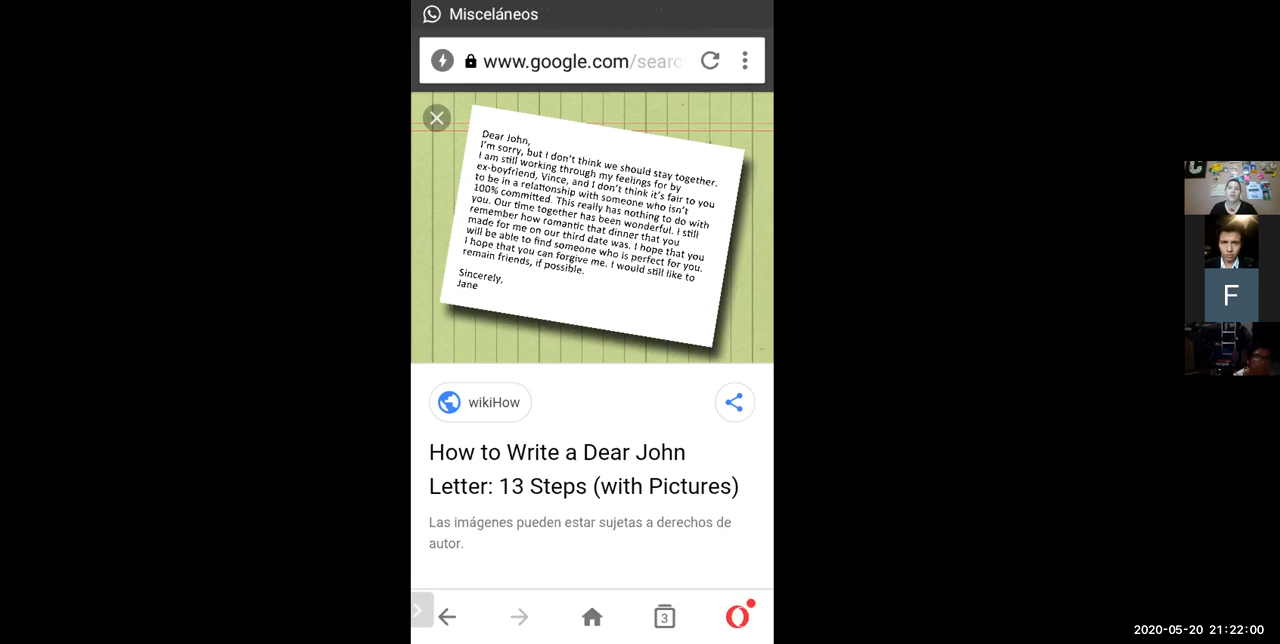 Misceláneos
www.google.com/searc
Dear John,
I'm sorry, but I don't think we should stay together.
I am still working through my feelings for by
ex-boyfriend, Vince, and I don't think it's fair to you
to be in a relationship with someone who isn't
100% committed. This really has nothing to do with
you. Our time together has been wonderful. I still
remember how romantic that dinner that you
made for me on our third date was. I hope that you
will be able to find someone who is perfect for you.
I hope that you can forgive me. I would still like to
remain friends, if possible.
Sincerely,
Jane
wikiHow
How to Write a Dear John
Letter: 13 Steps (with Pictures)
Las imágenes pueden estar sujetas a derechos de
autor.
3
F
2020-05-20 21:22:00